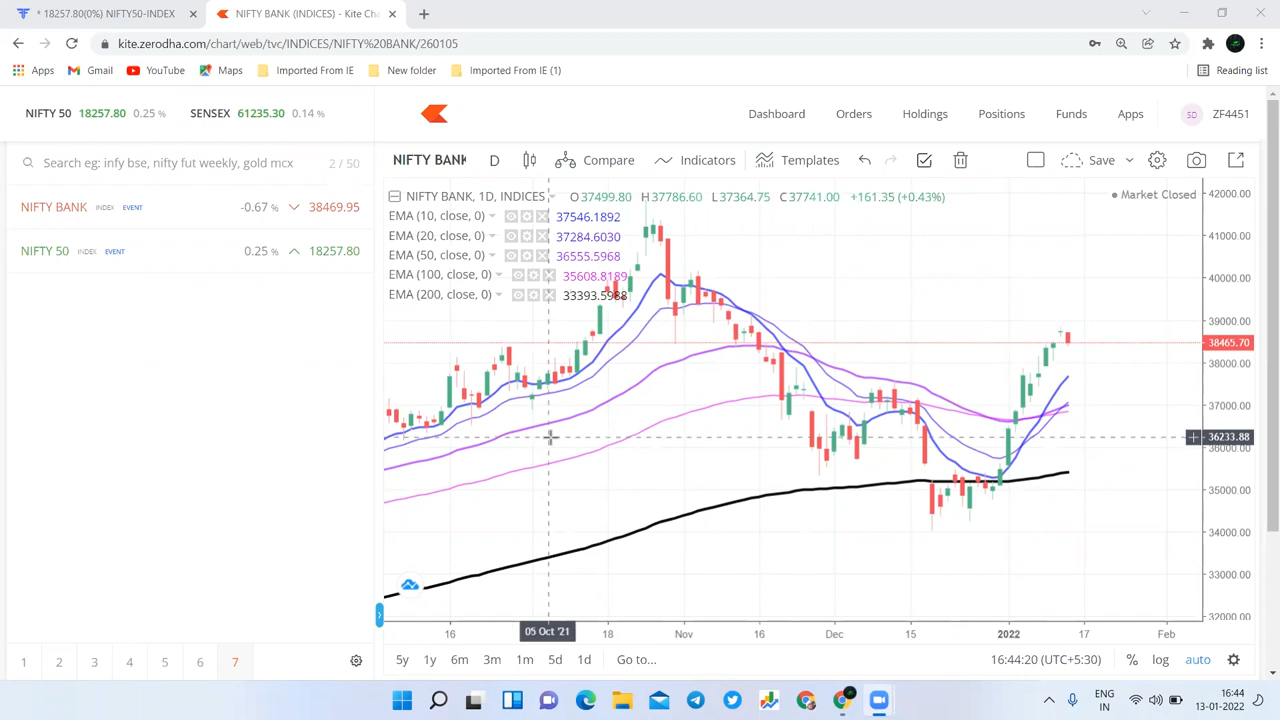 * 18257.80(0%) NIFTY50-INDEX
NIFTY BANK (INDICES) - Kite Cha
kite.zerodha.com/chart/web/tvc/INDICES/NIFTY%20BANK/260105
Apps Gmail YouTube Maps Imported From IE New folder Imported From IE (1) Reading list
NIFTY 50 18257.80 0.25 % SENSEX 61235.30 0.14 %
Dashboard Orders Holdings Positions Funds Apps SD ZF4451
Search eg: infy bse, nifty fut weekly, gold mcx 2 / 50
NIFTY BANK INDEX EVENT -0.67 % 38469.95
NIFTY 50 INDEX EVENT 0.25 % 18257.80
NIFTY BANK D Compare Indicators Templates Save
NIFTY BANK, 1D, INDICES O37499.80 H37786.60 L37364.75 C37741.00 +161.35 (+0.43%) Market Closed
EMA (10, close, 0) 37546.1892
EMA (20, close, 0) 37284.6030
EMA (50, close, 0) 36555.5968
EMA (100, close, 0) 35608.8189
EMA (200, close, 0) 33393.5988
42000.00
41000.00
40000.00
39000.00
38465.70
38000.00
37000.00
36233.88
36000.00
35000.00
34000.00
33000.00
32000.00
16 05 Oct '21 18 Nov 16 Dec 15 2022 17 Feb
5y 1y 6m 3m 1m 5d 1d Go to... 16:44:20 (UTC+5:30) % log auto
1 2 3 4 5 6 7
ENG
IN
16:44
13-01-2022